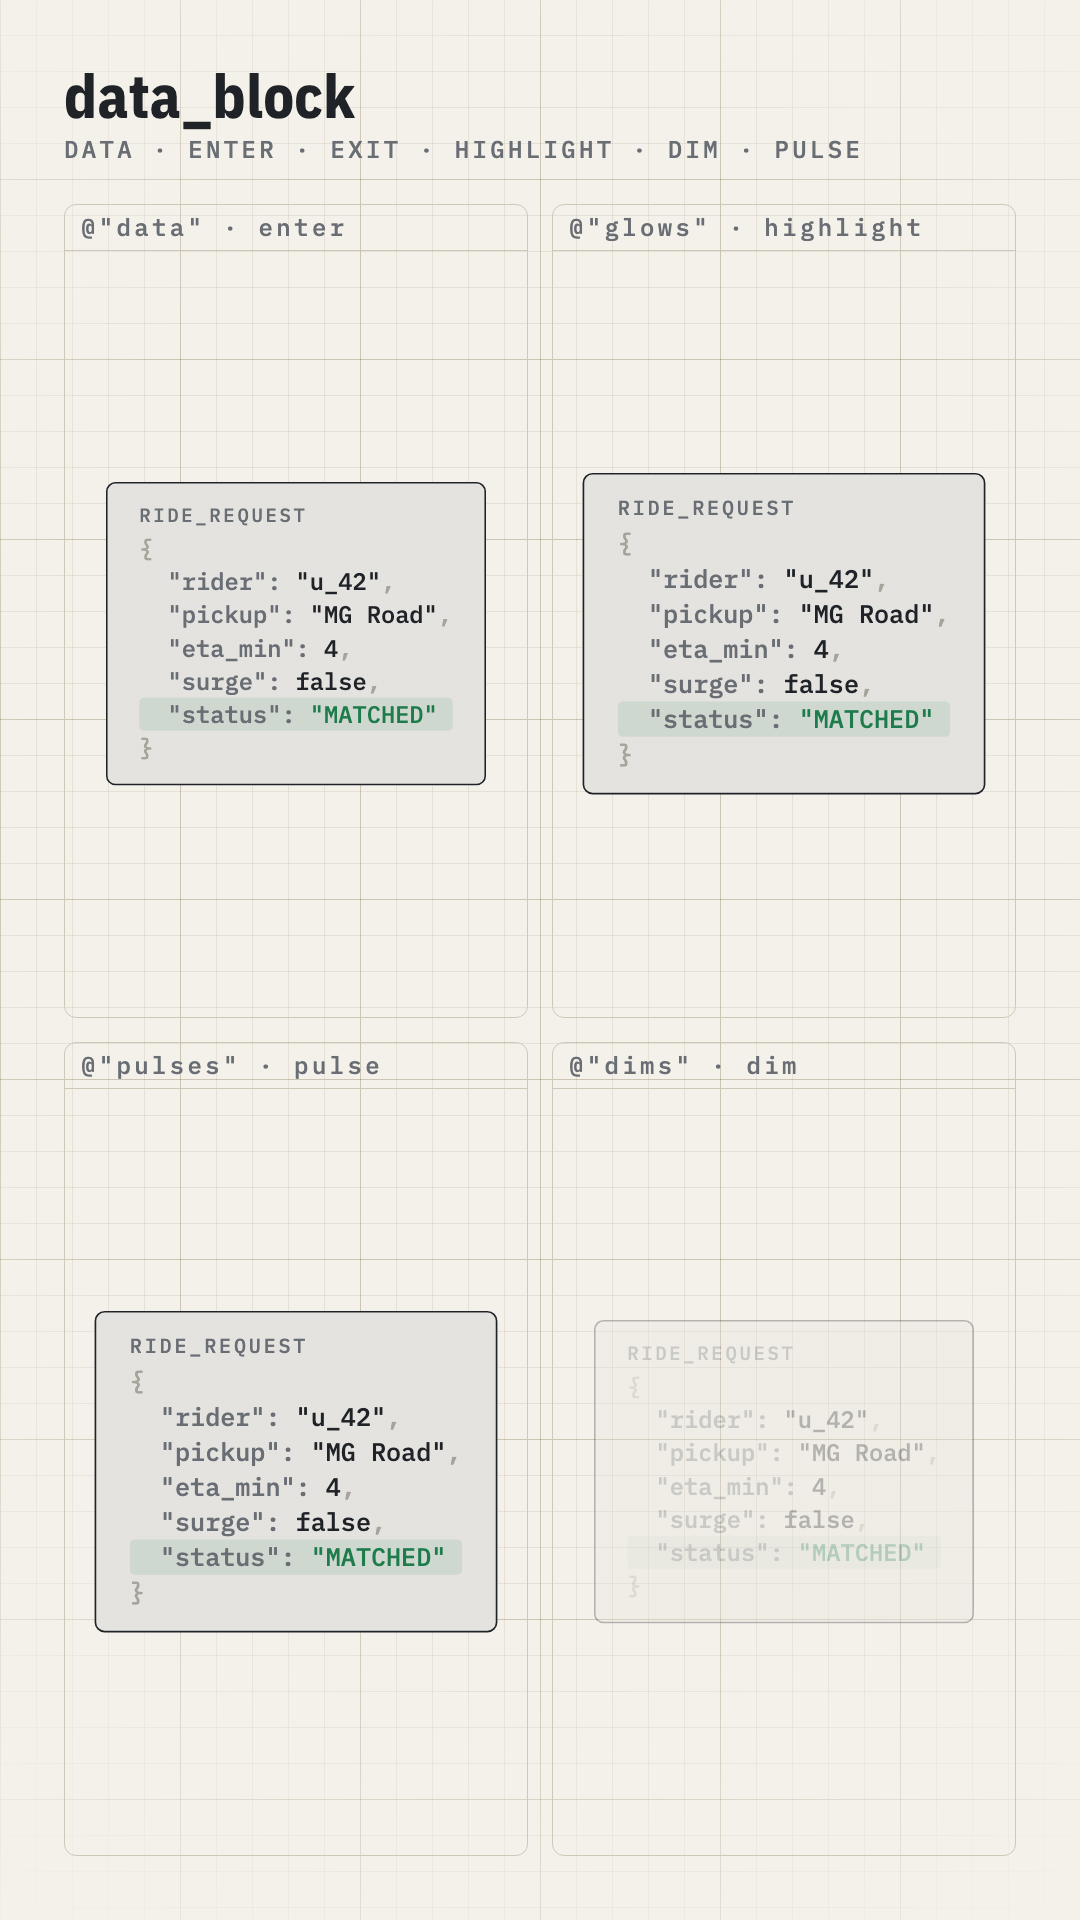 data_block
DATA · ENTER · EXIT · HIGHLIGHT · DIM · PULSE
@"data" · enter
RIDE_REQUEST
{
"rider": "u_42",
"pickup": "MG Road",
"eta_min": 4,
"surge": false,
"status": "MATCHED"
}
@"glows" · highlight
RIDE_REQUEST
{
"rider": "u_42",
"pickup": "MG Road",
"eta_min": 4,
"surge": false,
"status": "MATCHED"
}
@"pulses" · pulse
RIDE_REQUEST
{
"rider": "u_42",
"pickup": "MG Road",
"eta_min": 4,
"surge": false,
"status": "MATCHED"
}
@"dims" · dim
RIDE_REQUEST
{
"rider": "u_42",
"pickup": "MG Road",
"eta_min": 4,
"surge": false,
"status": "MATCHED"
}